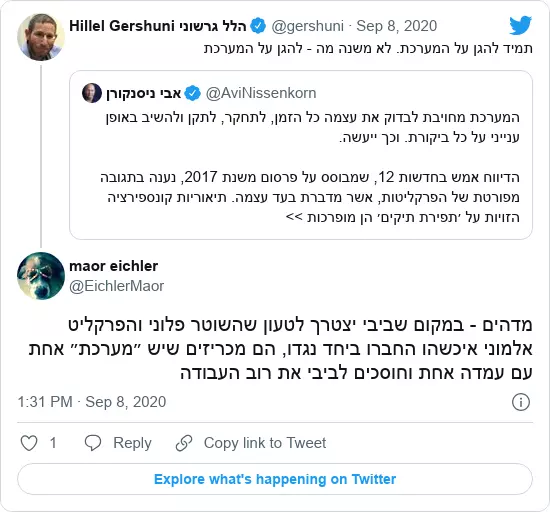 Hillel Gershuni הלל גרשוני @gershuni · Sep 8, 2020
תמיד להגן על המערכת. לא משנה מה - להגן על המערכת
אבי ניסנקורן @AviNissenkorn
המערכת מחויבת לבדוק את עצמה כל הזמן, לתחקר, לתקן ולהשיב באופן
ענייני על כל ביקורת. וכך ייעשה.
הדיווח אמש בחדשות 12, שמבוסס על פרסום משנת 2017, נענה בתגובה
מפורטת של הפרקליטות, אשר מדברת בעד עצמה. תיאוריות קונספירציה
הזויות על ׳תפירת תיקים׳ הן מופרכות >>
maor eichler
@EichlerMaor
מדהים - במקום שביבי יצטרך לטעון שהשוטר פלוני והפרקליט
אלמוני איכשהו החברו ביחד נגדו, הם מכריזים שיש ״מערכת״ אחת
עם עמדה אחת וחוסכים לביבי את רוב העבודה
1:31 PM · Sep 8, 2020
1 Reply Copy link to Tweet
Explore what's happening on Twitter